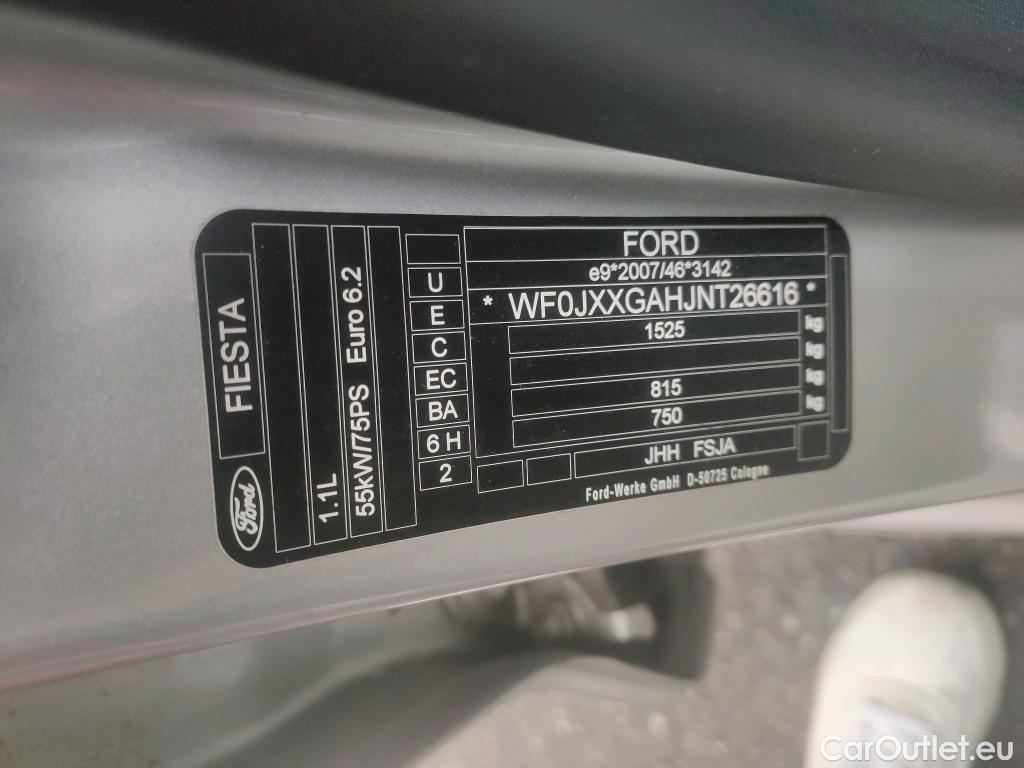 FIESTA
Ford
1.1L
55kW/75PS Euro 6.2
U
E
C
EC
BA
6 H
2
FORD
e9*2007/46*3142
* WF0JXXGAHJNT26616 *
1525 kg
kg
815 kg
750 kg
JHH FSJA
Ford-Werke GmbH D-50725 Cologne
CarOutlet.eu